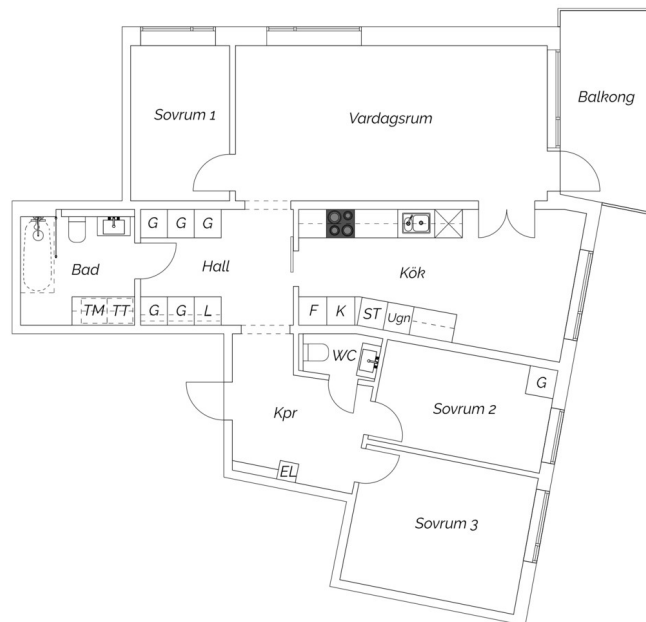 Balkong
Sovrum 1
Vardagsrum
G G G
Bad
Hall
Kök
TM TT
G G L
F K ST Ugn
WC
G
Sovrum 2
Kpr
EL
Sovrum 3